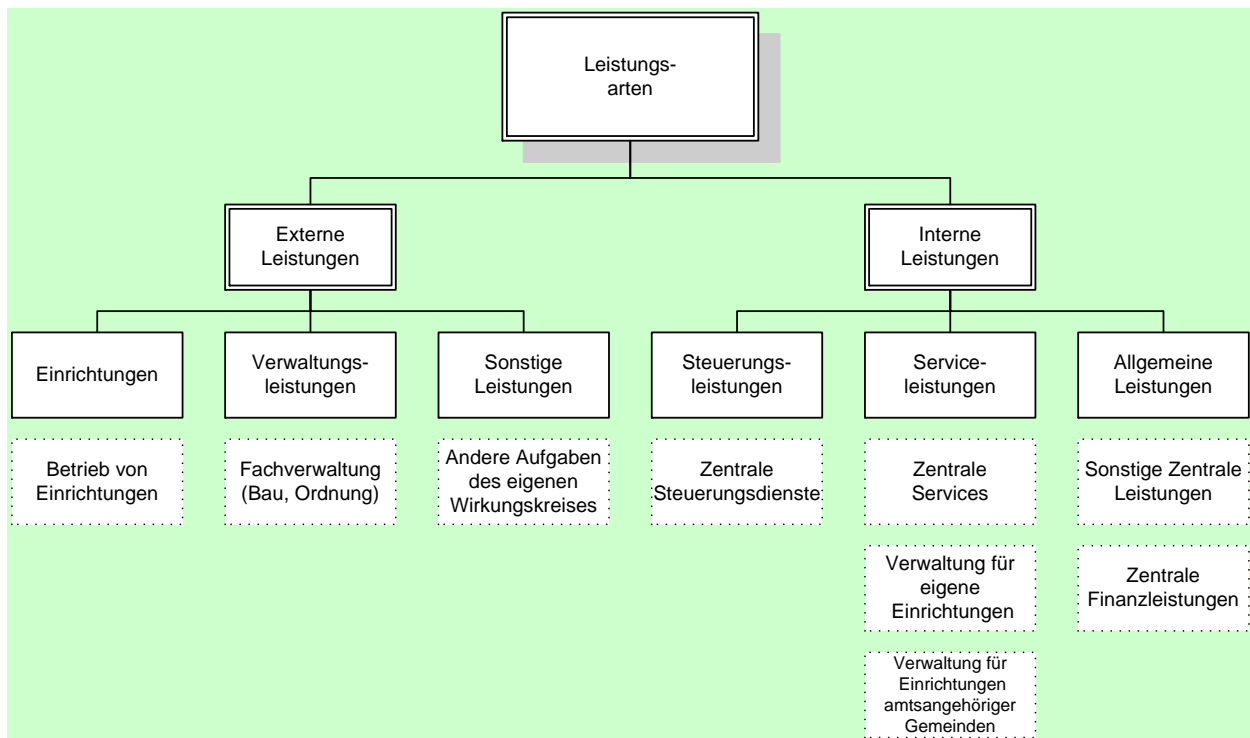 Leistungs-
arten
Externe
Leistungen
Interne
Leistungen
Einrichtungen
Verwaltungs-
leistungen
Sonstige
Leistungen
Steuerungs-
leistungen
Service-
leistungen
Allgemeine
Leistungen
Betrieb von
Einrichtungen
Fachverwaltung
(Bau, Ordnung)
Andere Aufgaben
des eigenen
Wirkungskreises
Zentrale
Steuerungsdienste
Zentrale
Services
Sonstige Zentrale
Leistungen
Verwaltung für
eigene
Einrichtungen
Zentrale
Finanzleistungen
Verwaltung für
Einrichtungen
amtsangehöriger
Gemeinden